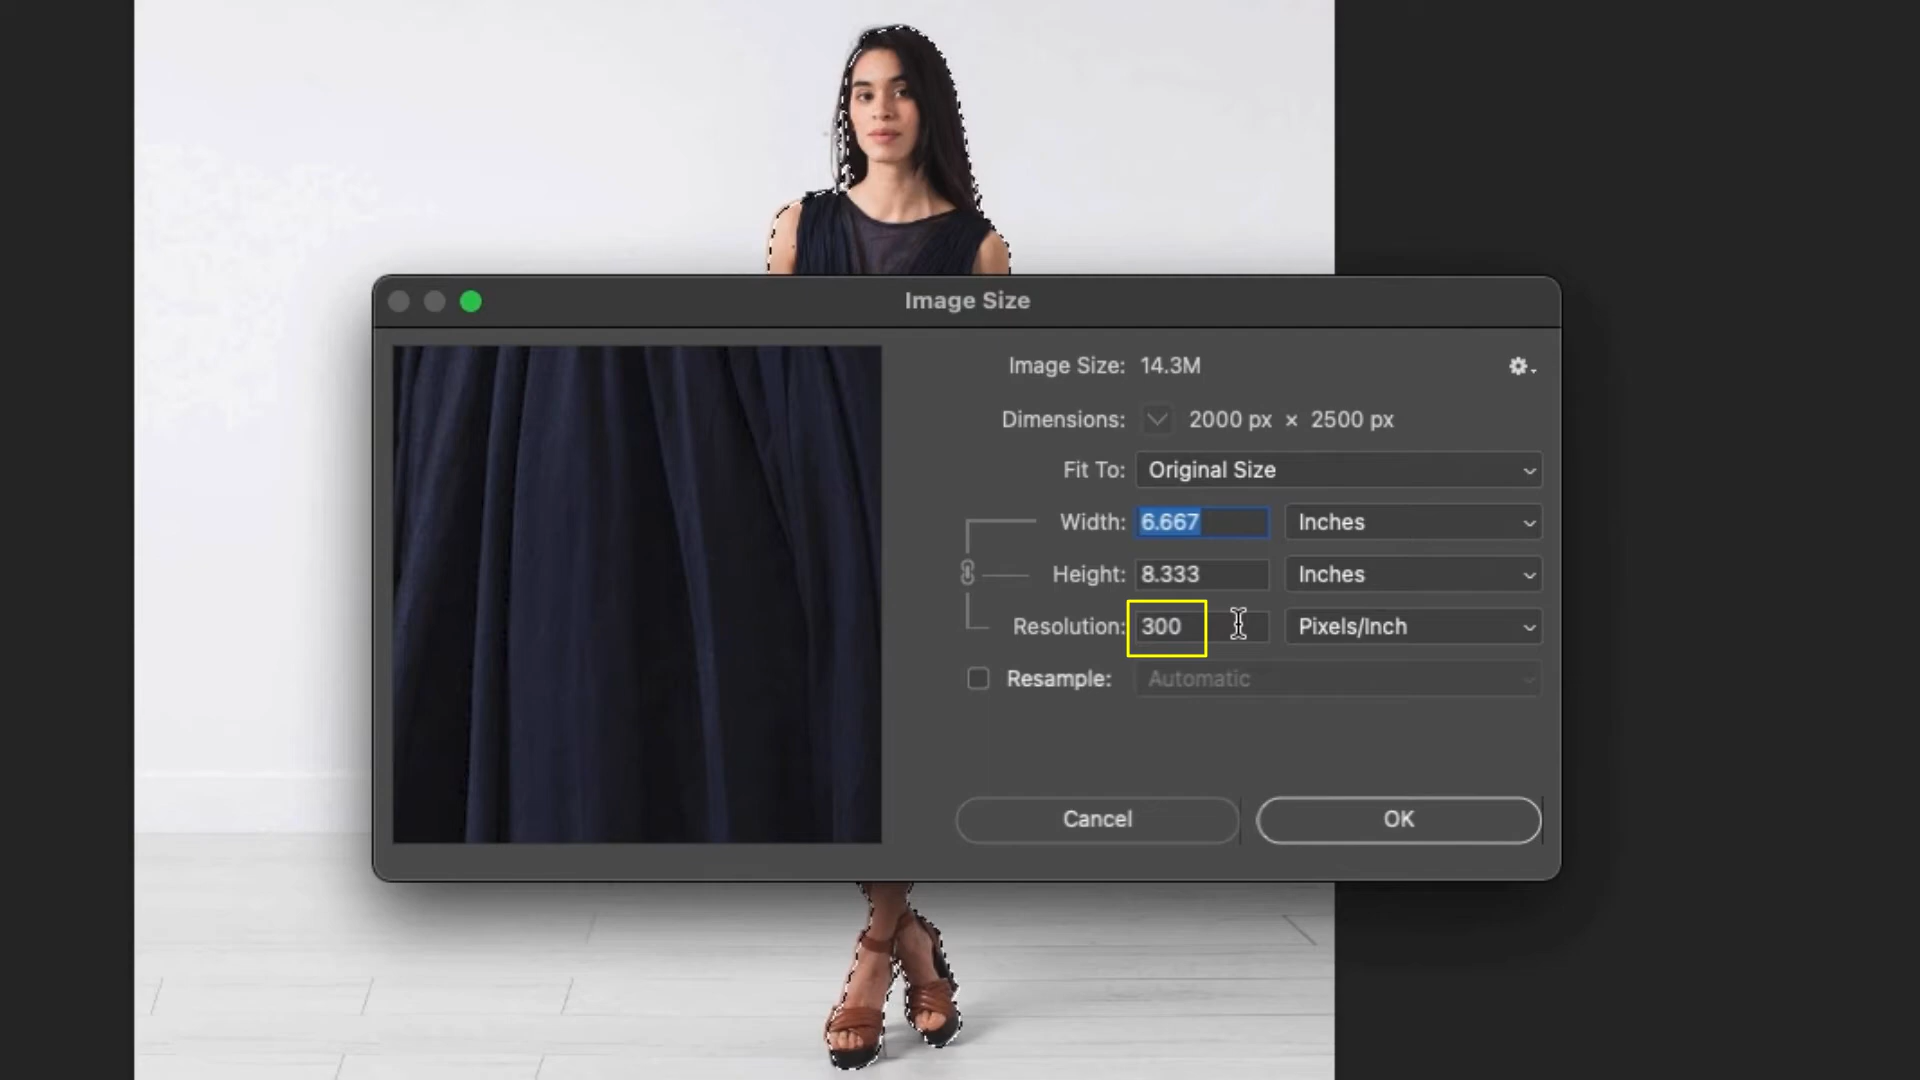 Image Size
Image Size: 14.3M
Dimensions: 2000 px × 2500 px
Fit To: Original Size
Width: 6.667 Inches
Height: 8.333 Inches
Resolution: 300 Pixels/Inch
Resample: Automatic
Cancel OK